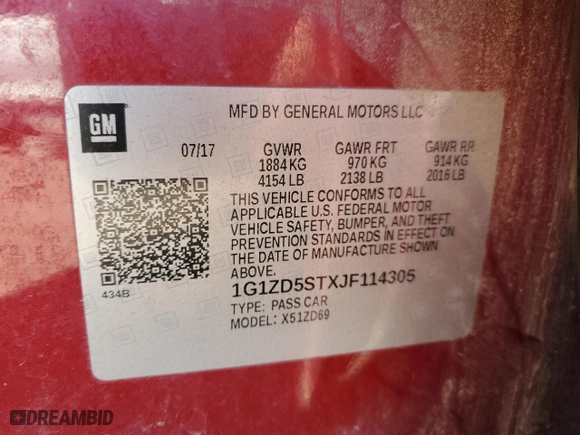 GM
MFD BY GENERAL MOTORS LLC
07/17 GVWR GAWR FRT GAWR RR
1884 KG 970 KG 914 KG
4154 LB 2138 LB 2016 LB
THIS VEHICLE CONFORMS TO ALL
APPLICABLE U.S. FEDERAL MOTOR
VEHICLE SAFETY, BUMPER, AND THEFT
PREVENTION STANDARDS IN EFFECT ON
THE DATE OF MANUFACTURE SHOWN
ABOVE.
434B
1G1ZD5STXJF114305
TYPE: PASS CAR
MODEL: X51ZD69
DREAMBID